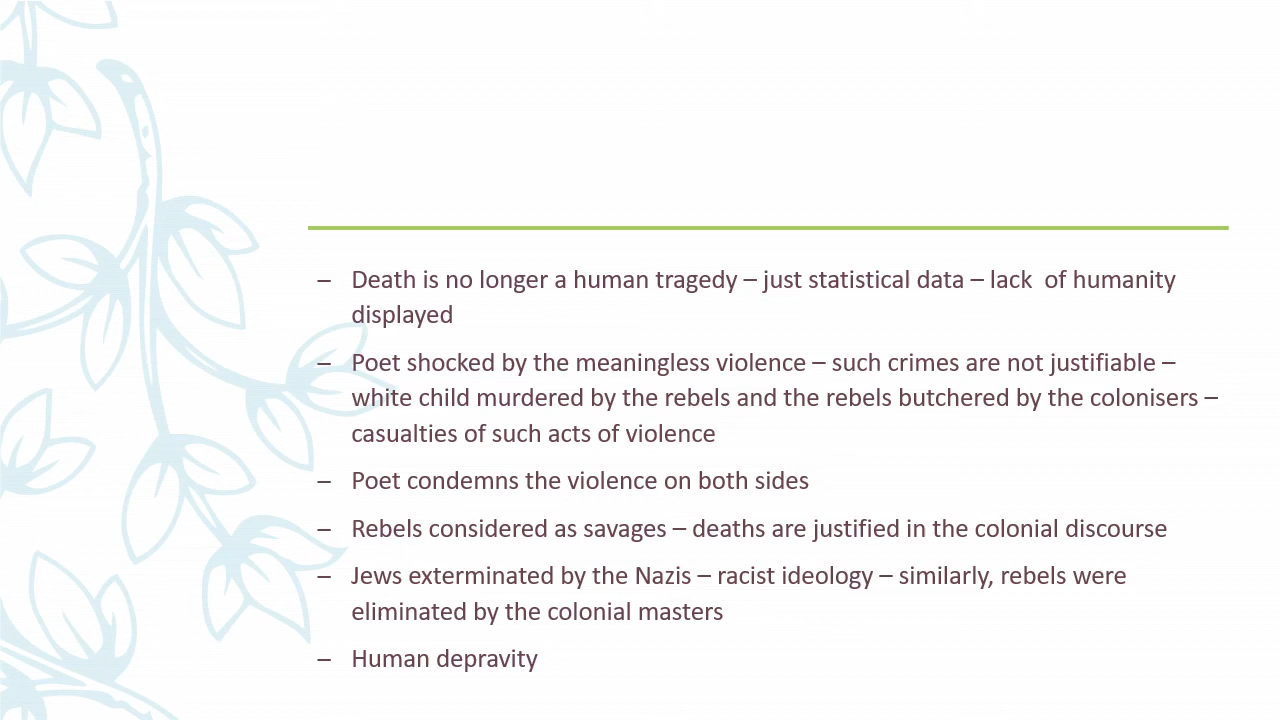 – Death is no longer a human tragedy – just statistical data – lack  of humanity
displayed
– Poet shocked by the meaningless violence – such crimes are not justifiable –
white child murdered by the rebels and the rebels butchered by the colonisers –
casualties of such acts of violence
– Poet condemns the violence on both sides
– Rebels considered as savages – deaths are justified in the colonial discourse
– Jews exterminated by the Nazis – racist ideology – similarly, rebels were
eliminated by the colonial masters
– Human depravity